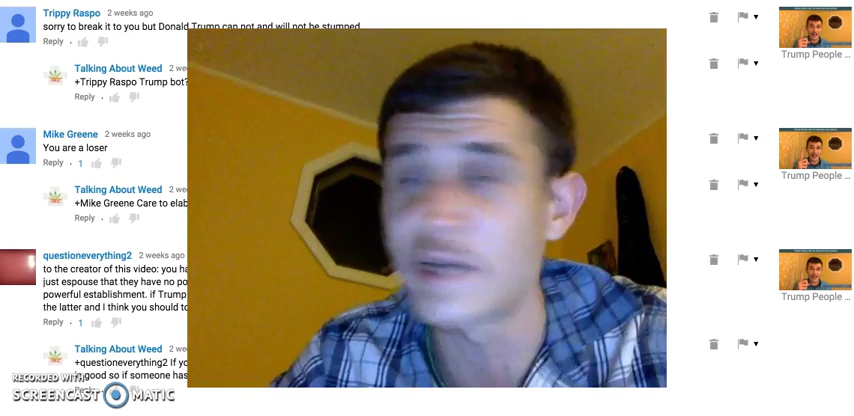 Trippy Raspo 2 weeks ago
sorry to break it to you but Donald Trump can not and will not be stumped
Reply
Talking About Weed 2
+Trippy Raspo Trump bot?
Reply
Trump People ...
Mike Greene 2 weeks ago
You are a loser
Reply 1
Talking About Weed 2
+Mike Greene Care to
Reply
Trump People ...
questioneverything2 2 weeks ago
to the creator of this video: you
just espouse that they have no
powerful establishment. if Trump
the latter and I think you should
Reply 1
Talking About Weed 2
+questioneverything2 If
good so if someone has
Trump People ...
RECORDED WITH
SCREENCAST MATIC